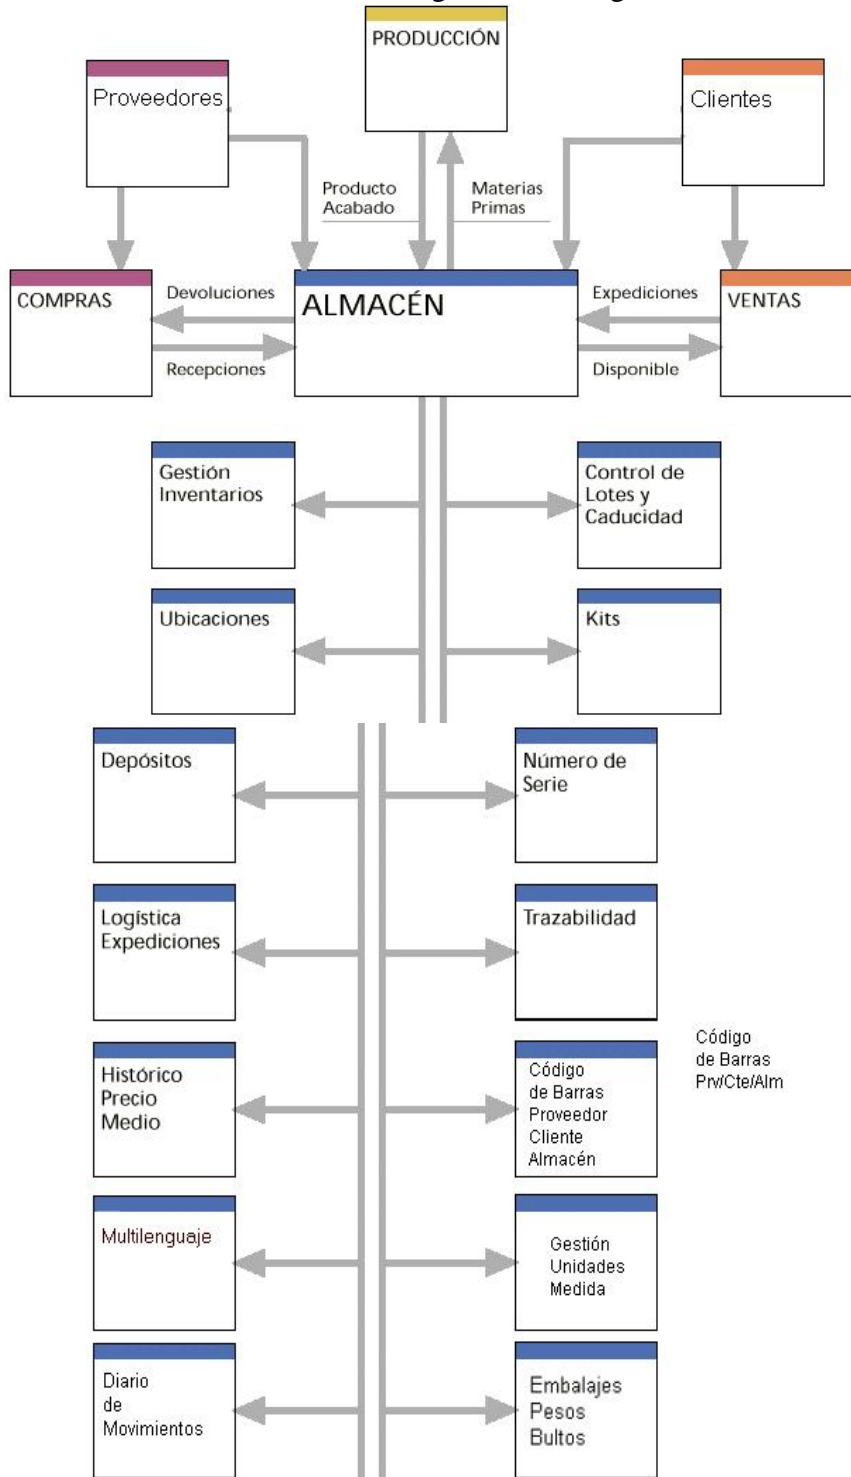 PRODUCCIÓN
Proveedores
Clientes
Producto
Acabado
Materias
Primas
COMPRAS
Devoluciones
Recepciones
ALMACÉN
Expediciones
Disponible
VENTAS
Gestión
Inventarios
Control de
Lotes y
Caducidad
Ubicaciones
Kits
Depósitos
Número de
Serie
Logística
Expediciones
Trazabilidad
Histórico
Precio
Medio
Código
de Barras
Proveedor
Cliente
Almacén
Código
de Barras
Prv/Cte/Alm
Multilenguaje
Gestión
Unidades
Medida
Diario
de
Movimientos
Embalajes
Pesos
Bultos